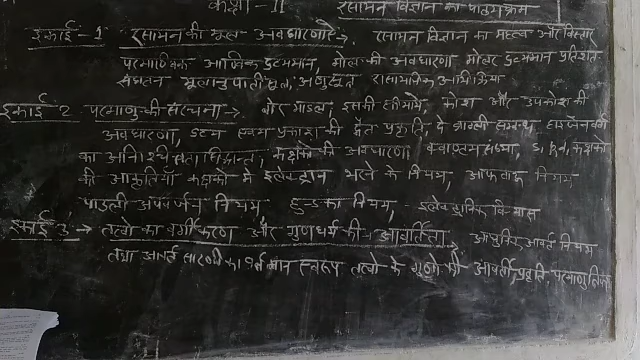 कक्षा - 11
रसायन विज्ञान का पाठ्यक्रम
इकाई - 1 रसायन की मूल अवधारणाएं → रसायन विज्ञान का महत्व और विस्तार
परमाण्विक आण्विक द्रव्यमान, मोल की अवधारणा मोलर द्रव्यमान प्रतिशत
संघटन मूलानुपाती सूत्र, अणुसूत्र रासायनिक अभिक्रिया
इकाई 2 परमाणु की संरचना → बोर माडल इसकी सीमायें, कोश और उपकोश की
अवधारणा, द्रव्य एवम प्रकाश की द्वैत प्रकृति, दे ब्राग्ली सम्बन्ध, हाइजेनबर्ग
का अनिश्चितता सिद्धान्त, कक्षकों की अवधारणा क्वाण्टम संख्या, s, p, d, कक्षकों
की आकृतियाँ कक्षकों में इलेक्ट्रान भरने के नियम, आफबाऊ नियम
पाउली अपवर्जन नियम, हुन्ड का नियम, इलेक्ट्रानिक विन्यास
इकाई 3 तत्वों का वर्गीकरण और गुणधर्म की आवर्तिता → आधुनिक आवर्त नियम
तथा आवर्त सारणी का वर्तमान स्वरूप तत्वों के गुणों की आवर्ती प्रवृति, परमाणु त्रिज्या